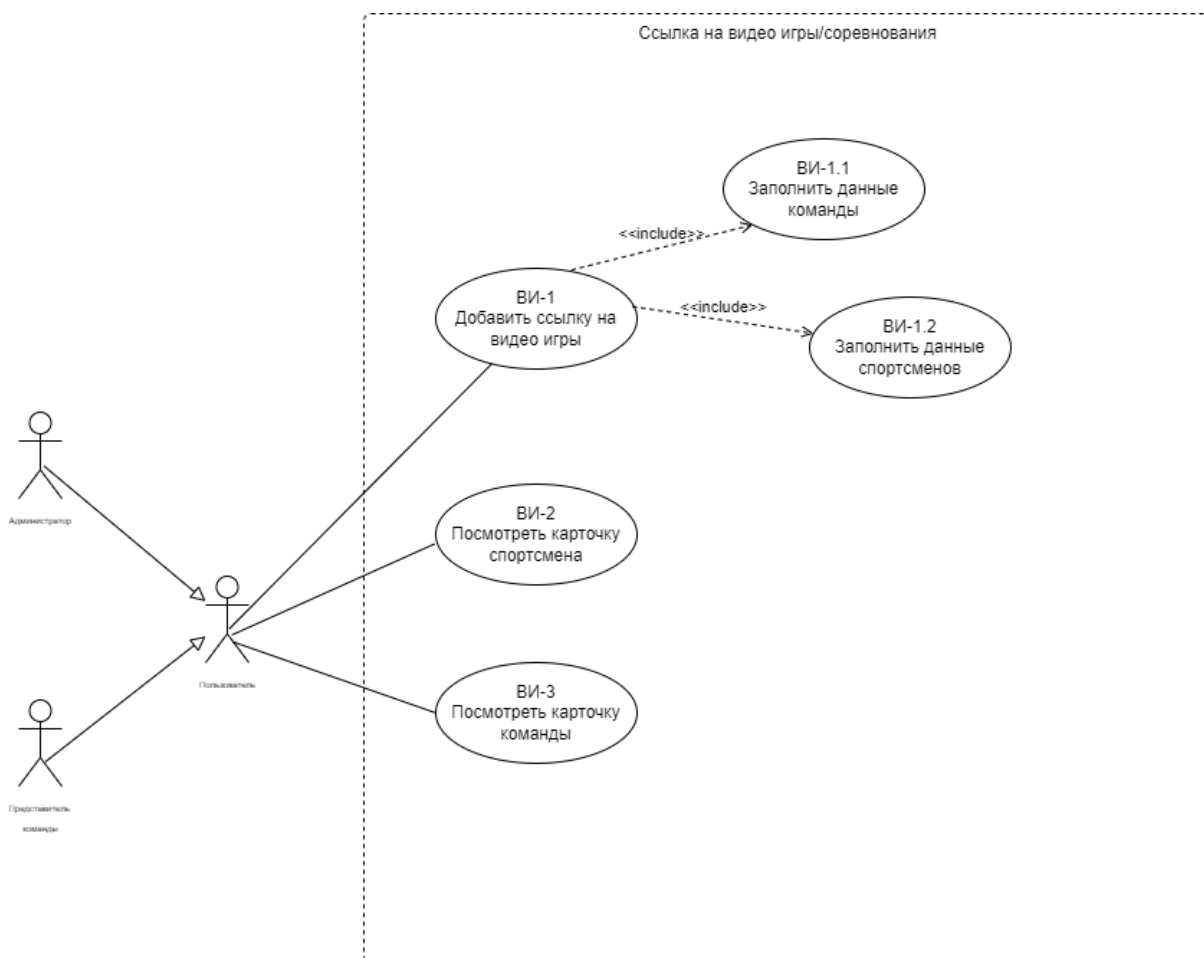 Ссылка на видео игры/соревнования
ВИ-1.1
Заполнить данные
команды
<<include>>
ВИ-1
Добавить ссылку на
видео игры
<<include>>
ВИ-1.2
Заполнить данные
спортсменов
Администратор
ВИ-2
Посмотреть карточку
спортсмена
Пользователь
ВИ-3
Посмотреть карточку
команды
Представитель
команды